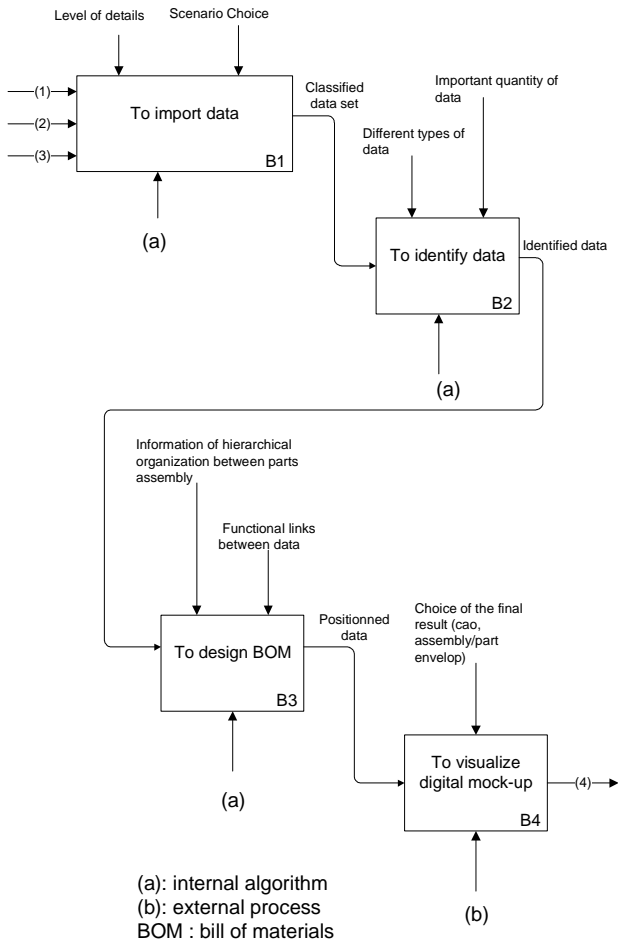 Level of details
Scenario Choice
(1)
(2)
(3)
To import data
B1
(a)
Classified
data set
Important quantity of
data
Different types of
data
To identify data
B2
Identified data
(a)
Information of hierarchical
organization between parts
assembly
Functional links
between data
To design BOM
B3
(a)
Positionned
data
Choice of the final
result (cao,
assembly/part
envelop)
To visualize
digital mock-up
B4
(4)
(b)
(a): internal algorithm
(b): external process
BOM : bill of materials